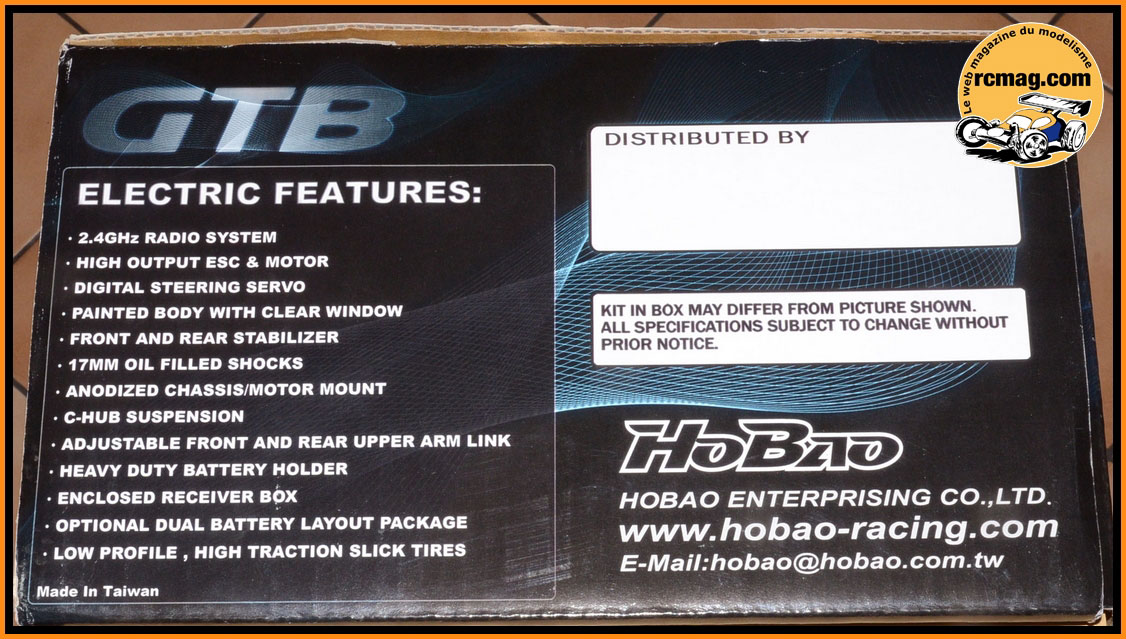 GTB
ELECTRIC FEATURES:
· 2.4GHz RADIO SYSTEM
· HIGH OUTPUT ESC & MOTOR
· DIGITAL STEERING SERVO
· PAINTED BODY WITH CLEAR WINDOW
· FRONT AND REAR STABILIZER
· 17MM OIL FILLED SHOCKS
· ANODIZED CHASSIS/MOTOR MOUNT
· C-HUB SUSPENSION
· ADJUSTABLE FRONT AND REAR UPPER ARM LINK
· HEAVY DUTY BATTERY HOLDER
· ENCLOSED RECEIVER BOX
· OPTIONAL DUAL BATTERY LAYOUT PACKAGE
· LOW PROFILE , HIGH TRACTION SLICK TIRES
Made In Taiwan
DISTRIBUTED BY
KIT IN BOX MAY DIFFER FROM PICTURE SHOWN.
ALL SPECIFICATIONS SUBJECT TO CHANGE WITHOUT
PRIOR NOTICE.
HOBAO
HOBAO ENTERPRISING CO.,LTD.
www.hobao-racing.com
E-Mail:hobao@hobao.com.tw
Le web magazine du modelisme
rcmag.com